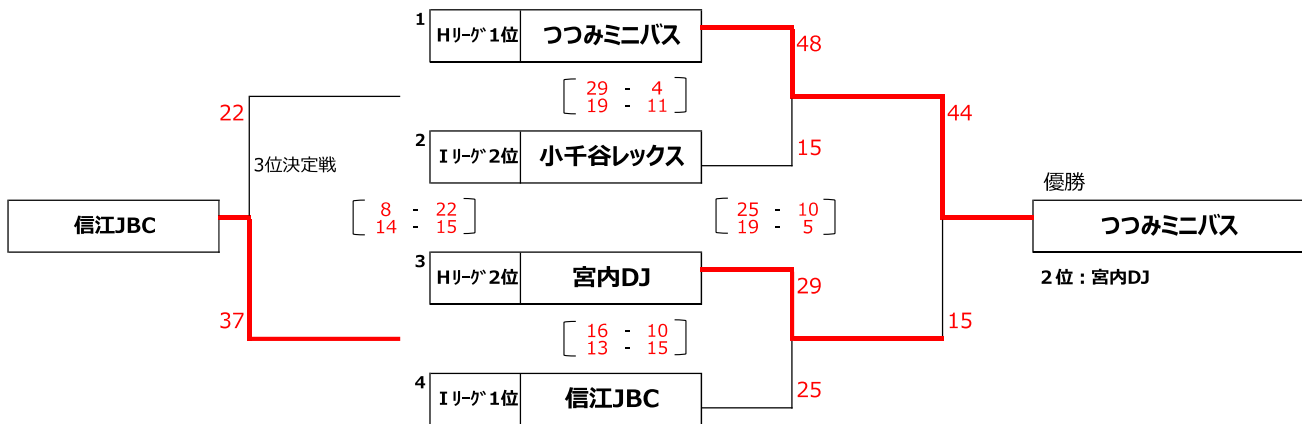 1
Hリーグ1位 つつみミニバス
48
29 - 4
19 - 11
22
44
2
Iリーグ2位 小千谷レックス
15
3位決定戦
優勝
信江JBC
8 - 22
14 - 15
25 - 10
19 - 5
つつみミニバス
3
Hリーグ2位 宮内DJ
29
2位：宮内DJ
37
16 - 10
13 - 15
15
4
Iリーグ1位 信江JBC
25